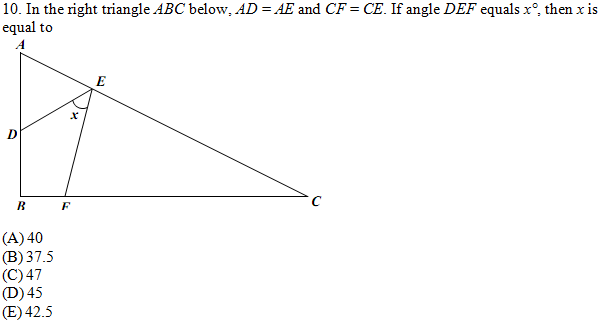 10. In the right triangle ABC below, AD = AE and CF = CE. If angle DEF equals x°, then x is
equal to
A
E
x
D
B
F
C
(A) 40
(B) 37.5
(C) 47
(D) 45
(E) 42.5